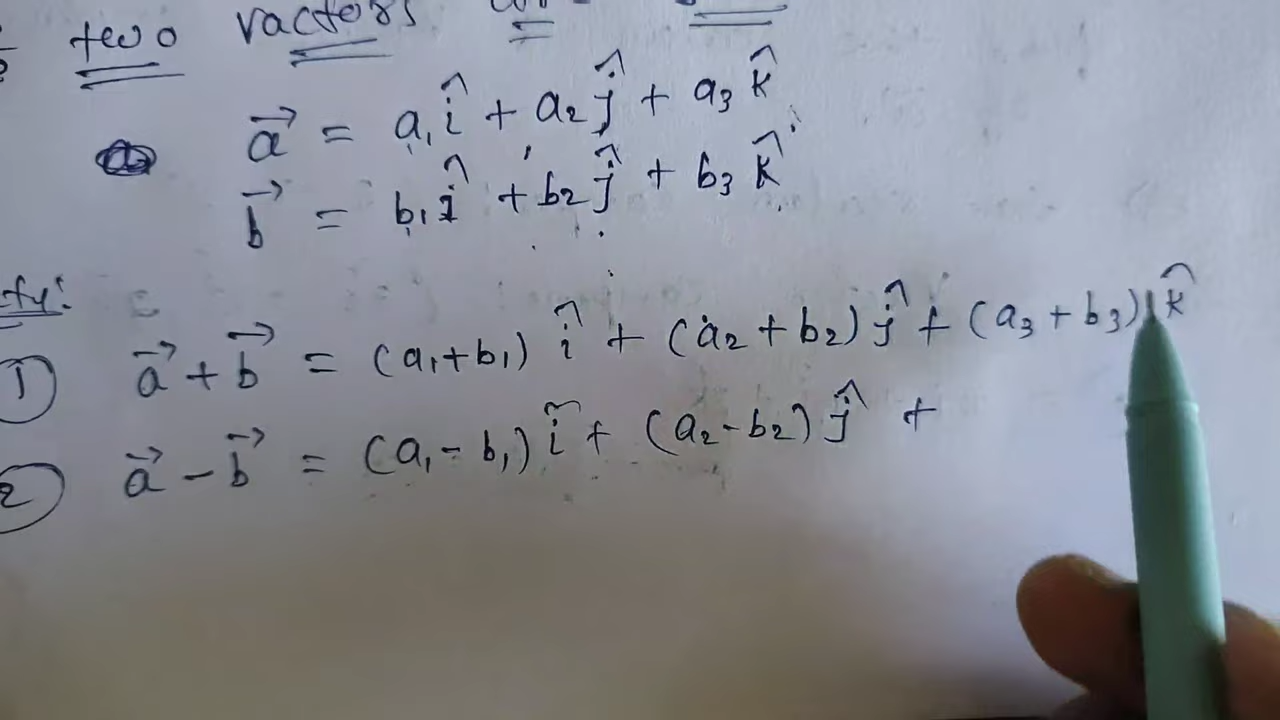 two vactors
a⃗ = a₁î + a₂ĵ + a₃k̂
b⃗ = b₁î + b₂ĵ + b₃k̂
① a⃗ + b⃗ = (a₁+b₁) î + (a₂+b₂) ĵ + (a₃+b₃) k̂
② a⃗ − b⃗ = (a₁ − b₁) î + (a₂ − b₂) ĵ +